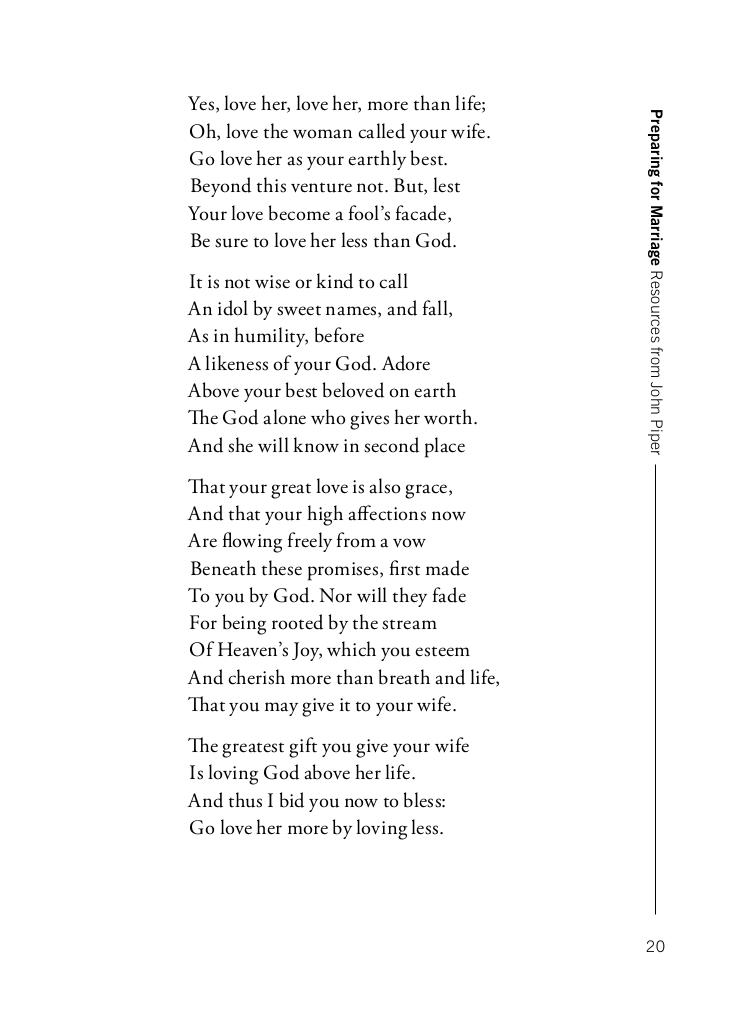 Yes, love her, love her, more than life;
Oh, love the woman called your wife.
Go love her as your earthly best.
Beyond this venture not. But, lest
Your love become a fool’s facade,
Be sure to love her less than God.
It is not wise or kind to call
An idol by sweet names, and fall,
As in humility, before
A likeness of your God. Adore
Above your best beloved on earth
The God alone who gives her worth.
And she will know in second place
That your great love is also grace,
And that your high affections now
Are flowing freely from a vow
Beneath these promises, first made
To you by God. Nor will they fade
For being rooted by the stream
Of Heaven’s Joy, which you esteem
And cherish more than breath and life,
That you may give it to your wife.
The greatest gift you give your wife
Is loving God above her life.
And thus I bid you now to bless:
Go love her more by loving less.
Preparing for Marriage Resources from John Piper
20